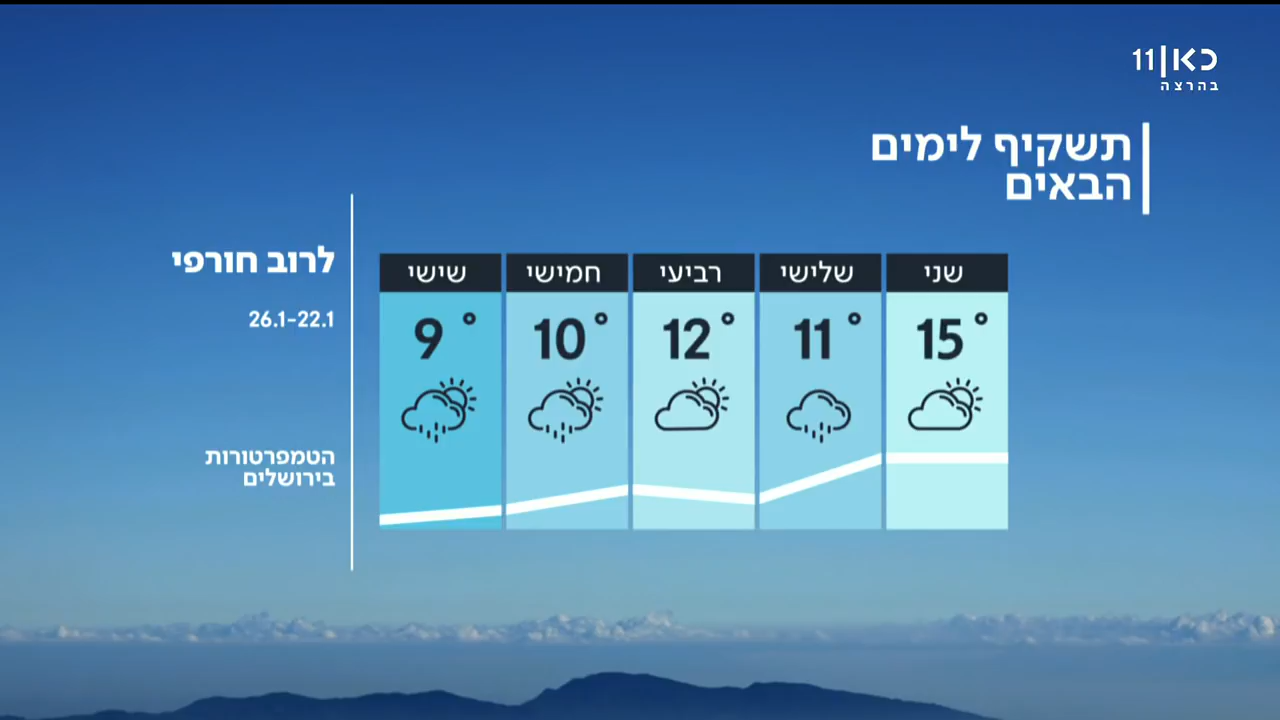 כאן 11
בהרצה
תשקיף לימים
הבאים
שני
15°
שלישי
11°
רביעי
12°
חמישי
10°
שישי
9°
לרוב חורפי
26.1-22.1
הטמפרטורות
בירושלים